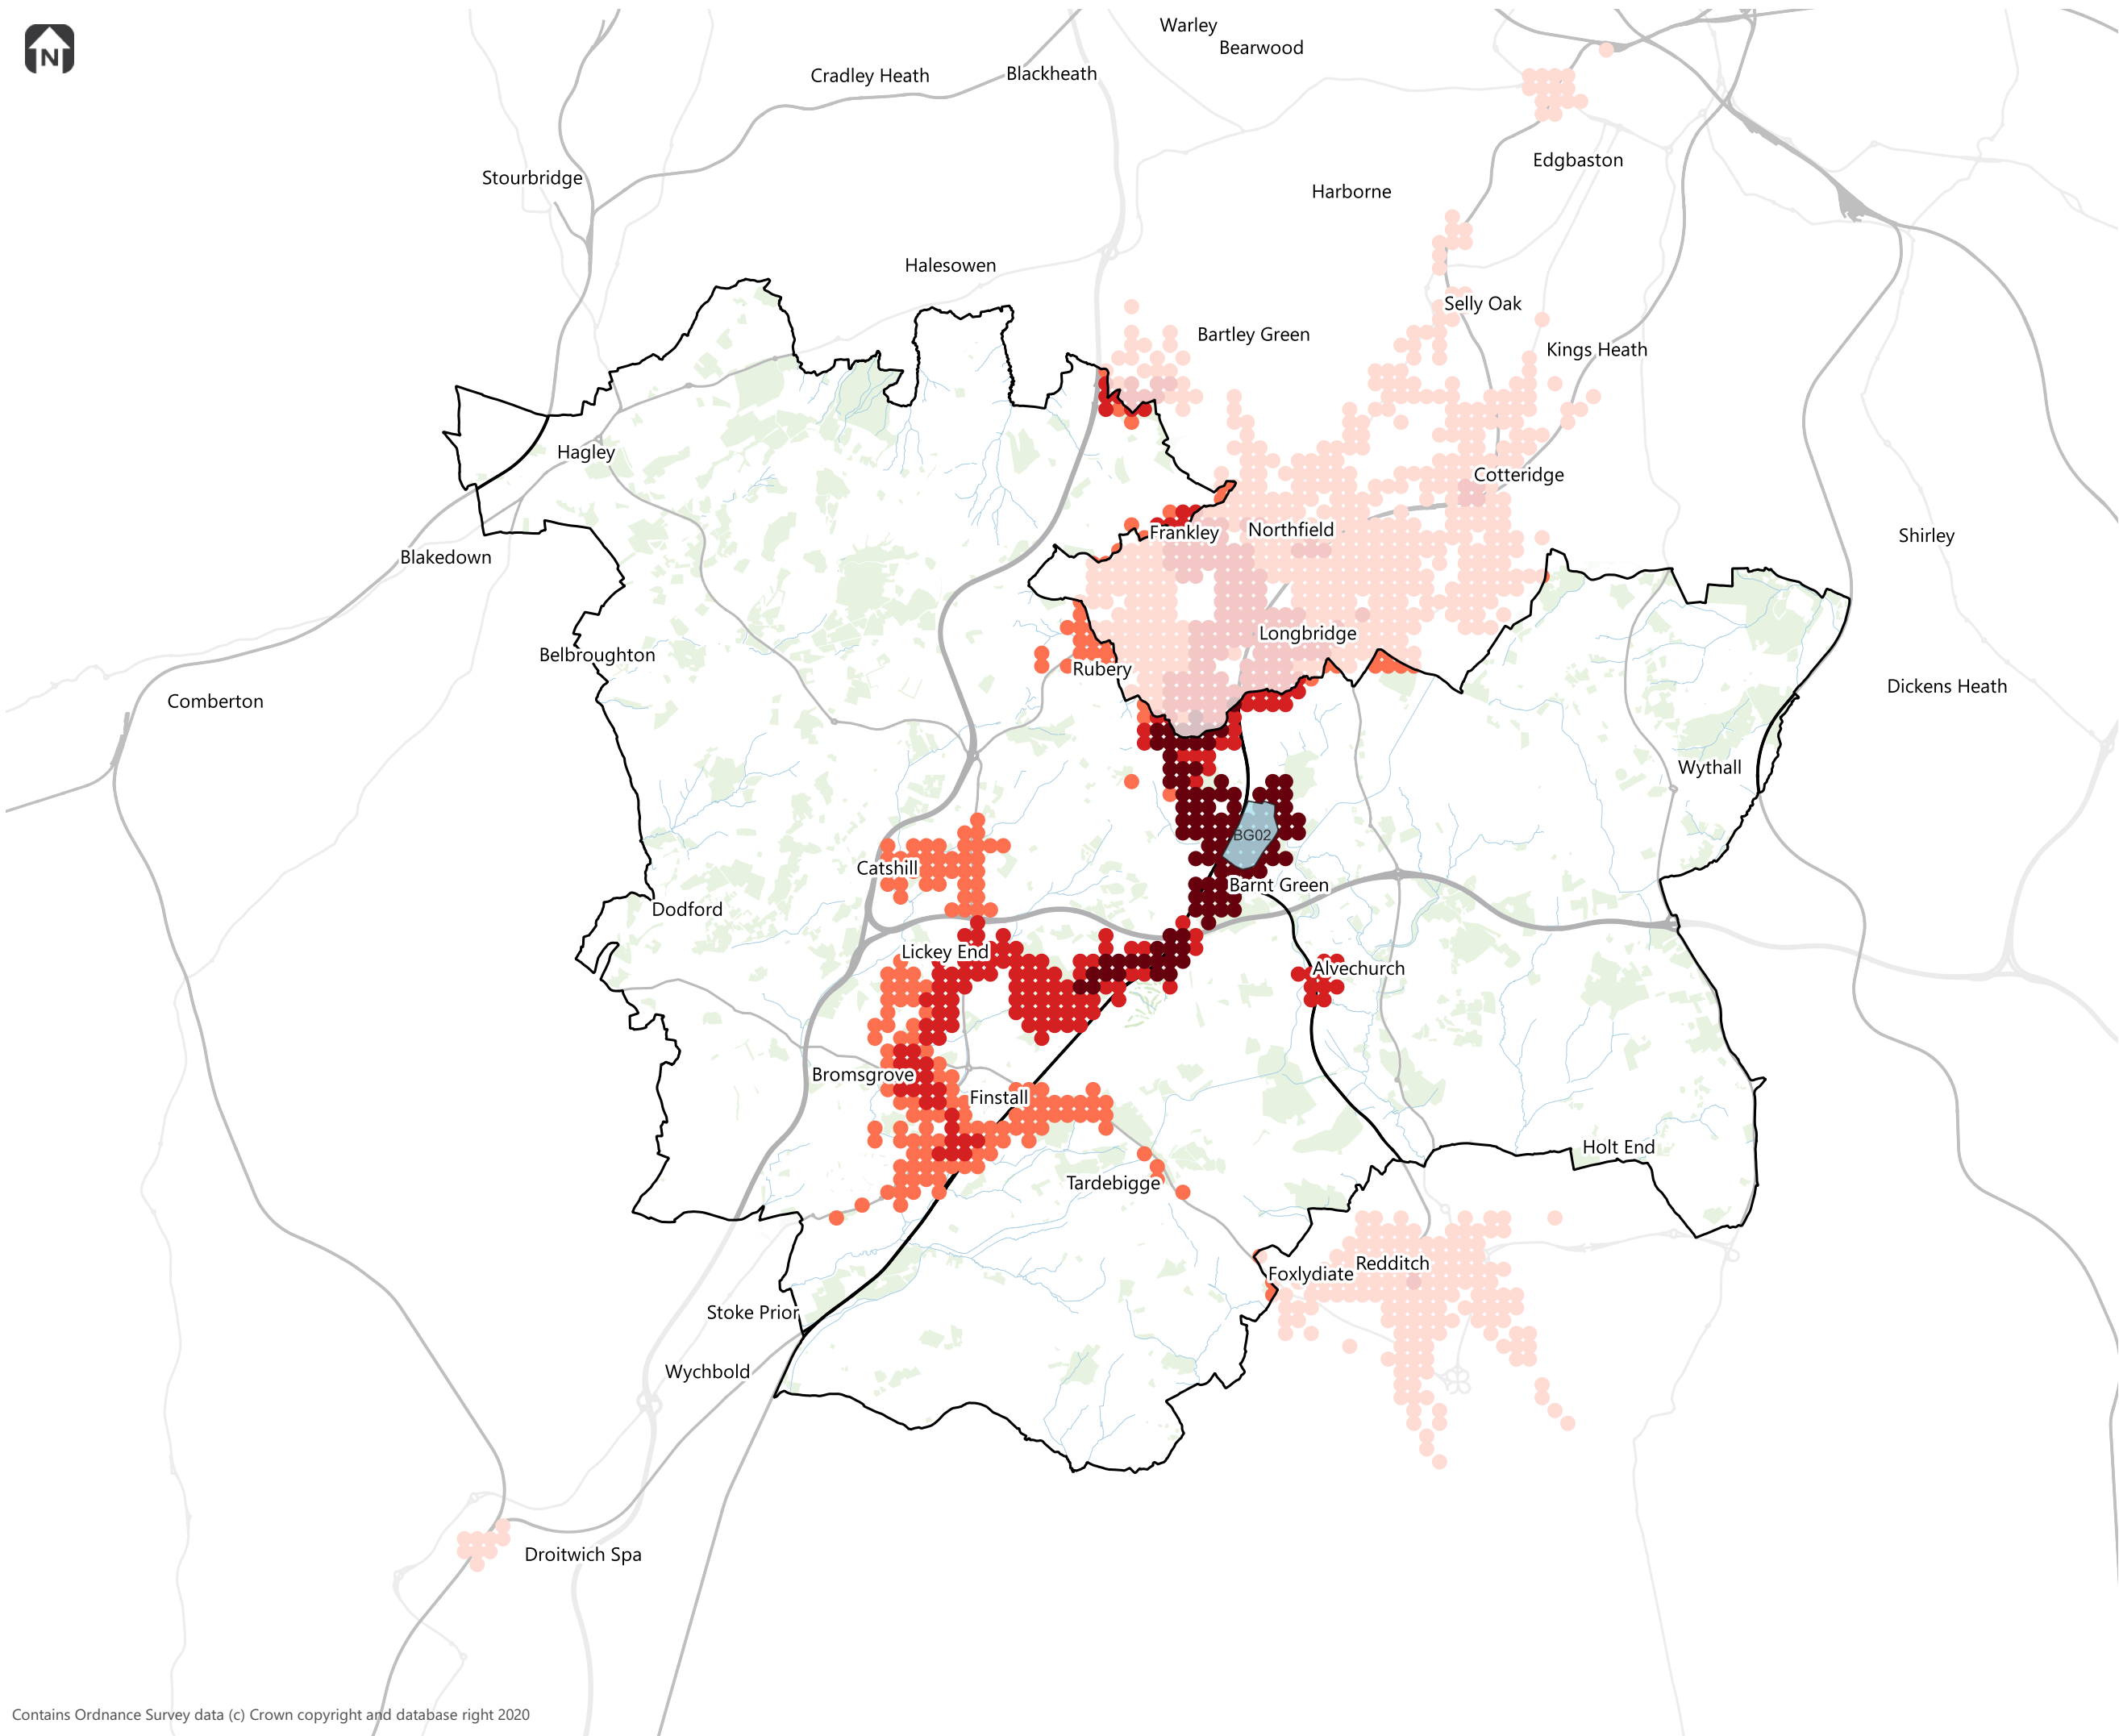 Warley
Bearwood
N
Cradley Heath
Blackheath
Edgbaston
Stourbridge
Harborne
Halesowen
Selly Oak
Bartley Green
Kings Heath
Hagley
Cotteridge
Frankley
Northfield
Shirley
Blakedown
Longbridge
Belbroughton
Rubery
Dickens Heath
Comberton
Wythall
BG02
Catshill
Barnt Green
Dodford
Lickey End
Alvechurch
Bromsgrove
Finstall
Holt End
Tardebigge
Redditch
Foxlydiate
Stoke Prior
Wychbold
Droitwich Spa
Contains Ordnance Survey data (c) Crown copyright and database right 2020